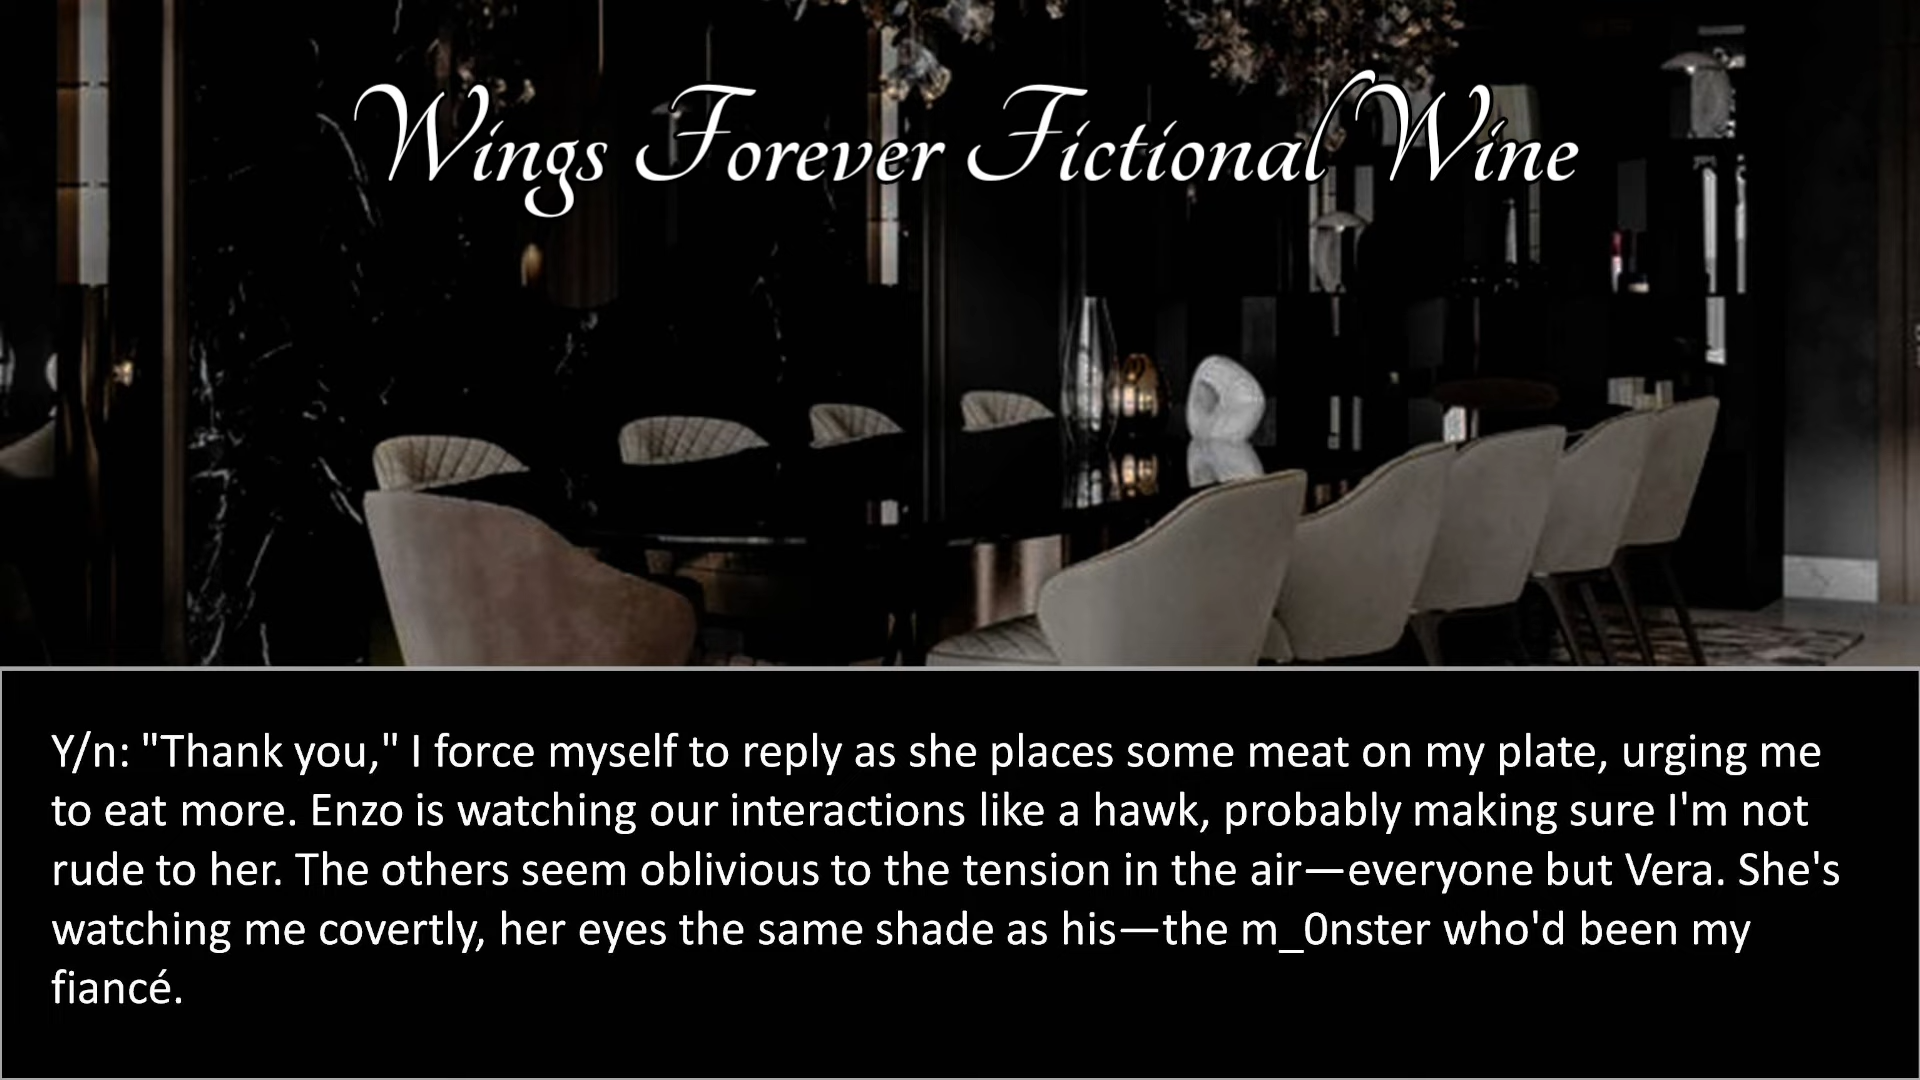 Wings Forever Fictional Wine
Y/n: "Thank you," I force myself to reply as she places some meat on my plate, urging me
to eat more. Enzo is watching our interactions like a hawk, probably making sure I'm not
rude to her. The others seem oblivious to the tension in the air—everyone but Vera. She's
watching me covertly, her eyes the same shade as his—the m_0nster who'd been my
fiancé.